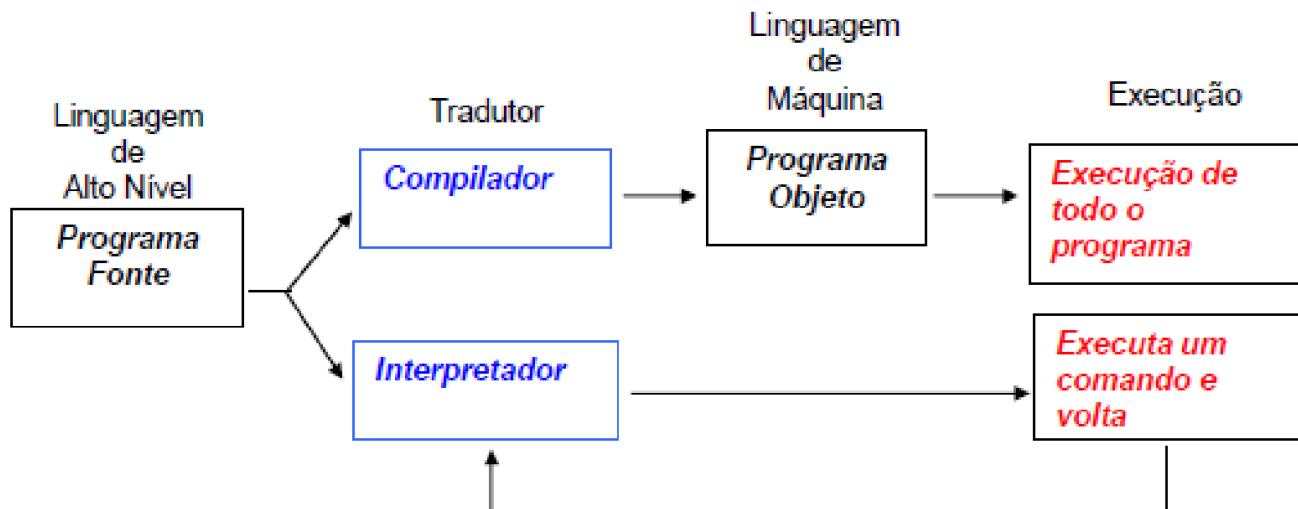 Linguagem
de
Alto Nível
Programa
Fonte
Tradutor
Compilador
Interpretador
Linguagem
de
Máquina
Programa
Objeto
Execução
Execução de
todo o
programa
Executa um
comando e
volta